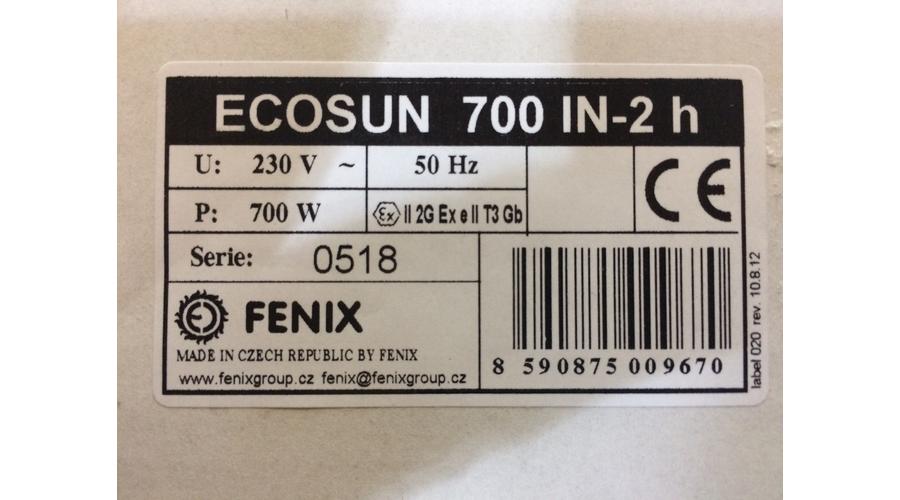 ECOSUN 700 IN-2 h
U: 230 V ~ 50 Hz
CE
P: 700 W Ex II 2G Ex e II T3 Gb
Serie: 0518
FENIX
MADE IN CZECH REPUBLIC BY FENIX
www.fenixgroup.cz fenix@fenixgroup.cz
8 590875 009670
label 020 rev. 10.8.12